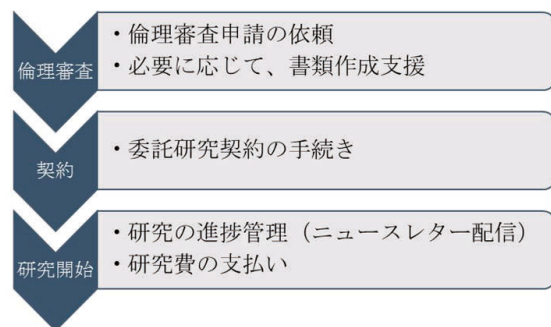 倫理審査
・倫理審査申請の依頼
・必要に応じて、書類作成支援
契約
・委託研究契約の手続き
研究開始
・研究の進捗管理（ニュースレター配信）
・研究費の支払い